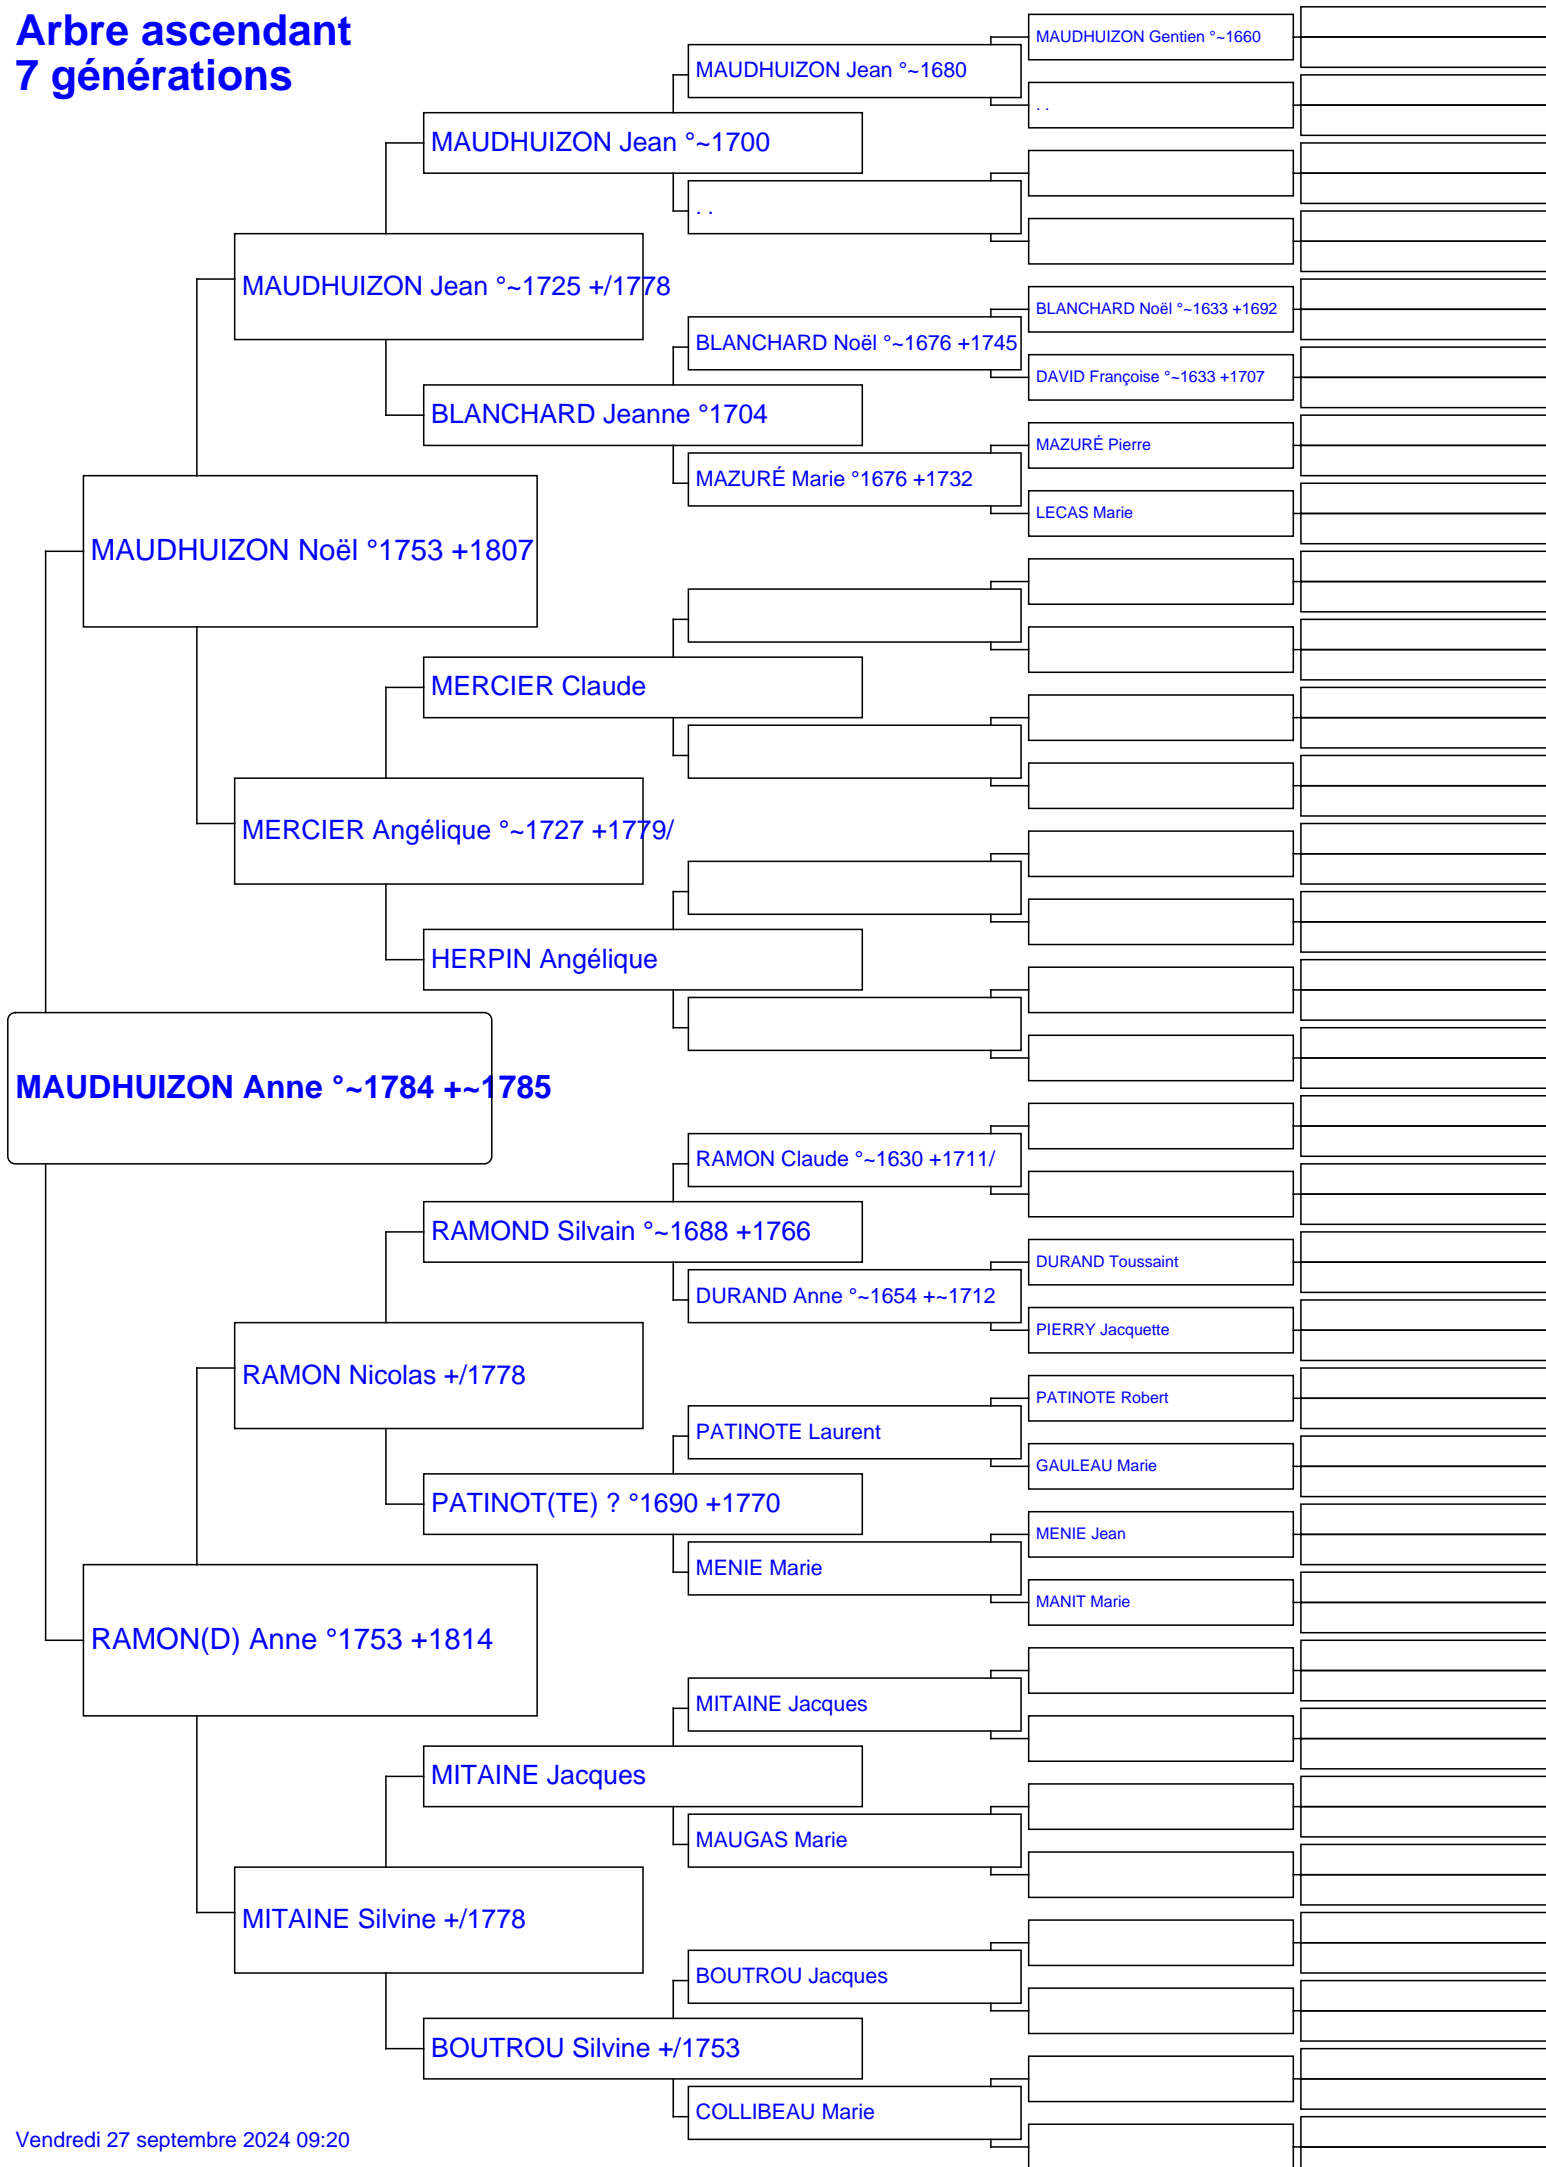 Arbre ascendant
7 générations
MAUDHUIZON Gentien °~1660
MAUDHUIZON Jean °~1680
. .
MAUDHUIZON Jean °~1700
. .
MAUDHUIZON Jean °~1725 +/1778
BLANCHARD Noël °~1633 +1692
BLANCHARD Noël °~1676 +1745
DAVID Françoise °~1633 +1707
BLANCHARD Jeanne °1704
MAZURÉ Pierre
MAZURÉ Marie °1676 +1732
LECAS Marie
MAUDHUIZON Noël °1753 +1807
MERCIER Claude
MERCIER Angélique °~1727 +1779/
HERPIN Angélique
MAUDHUIZON Anne °~1784 +~1785
RAMON Claude °~1630 +1711/
RAMOND Silvain °~1688 +1766
DURAND Toussaint
DURAND Anne °~1654 +~1712
PIERRY Jacquette
RAMON Nicolas +/1778
PATINOTE Robert
PATINOTE Laurent
GAULEAU Marie
PATINOT(TE) ? °1690 +1770
MENIE Jean
MENIE Marie
MANIT Marie
RAMON(D) Anne °1753 +1814
MITAINE Jacques
MITAINE Jacques
MAUGAS Marie
MITAINE Silvine +/1778
BOUTROU Jacques
BOUTROU Silvine +/1753
COLLIBEAU Marie
Vendredi 27 septembre 2024 09:20